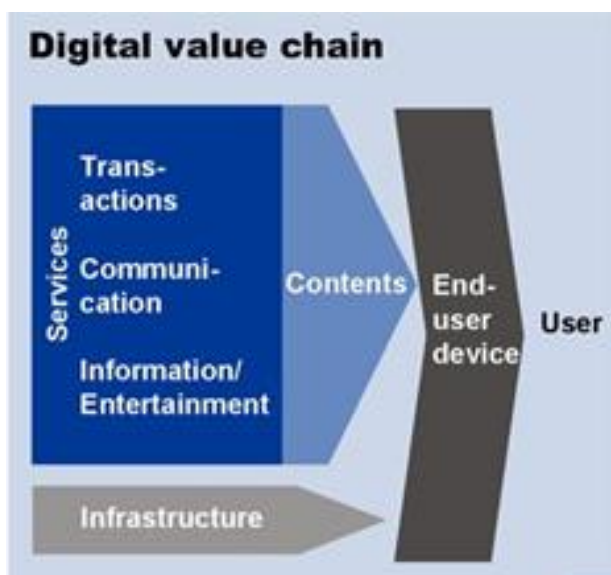 Digital value chain
Services
Trans-
actions
Communi-
cation
Information/
Entertainment
Contents
End-
user
device
User
Infrastructure